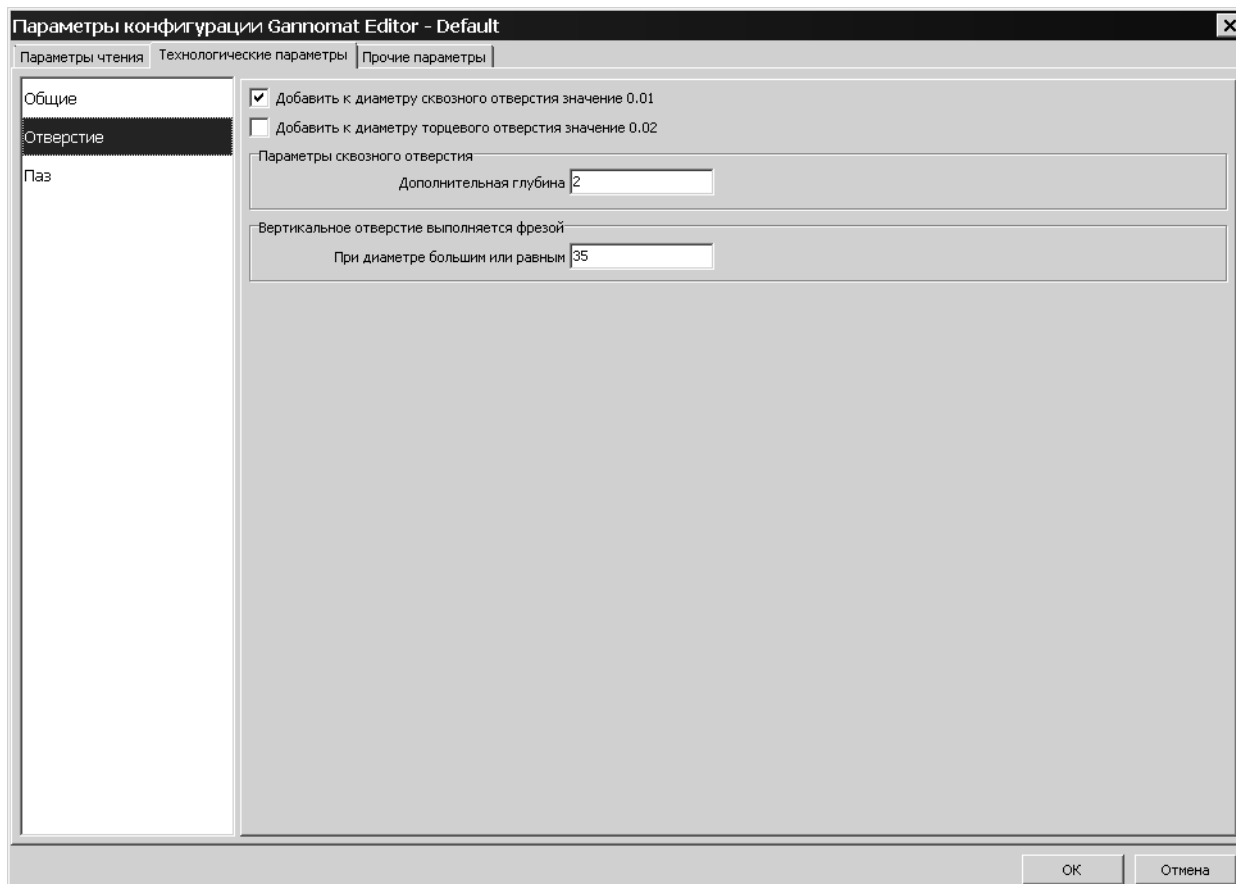 Параметры конфигурации Gannomat Editor - Default
Параметры чтения Технологические параметры Прочие параметры
Общие
Отверстие
Паз
Добавить к диаметру сквозного отверстия значение 0.01
Добавить к диаметру торцевого отверстия значение 0.02
Параметры сквозного отверстия
Дополнительная глубина 2
Вертикальное отверстие выполняется фрезой
При диаметре большим или равным 35
ОК Отмена